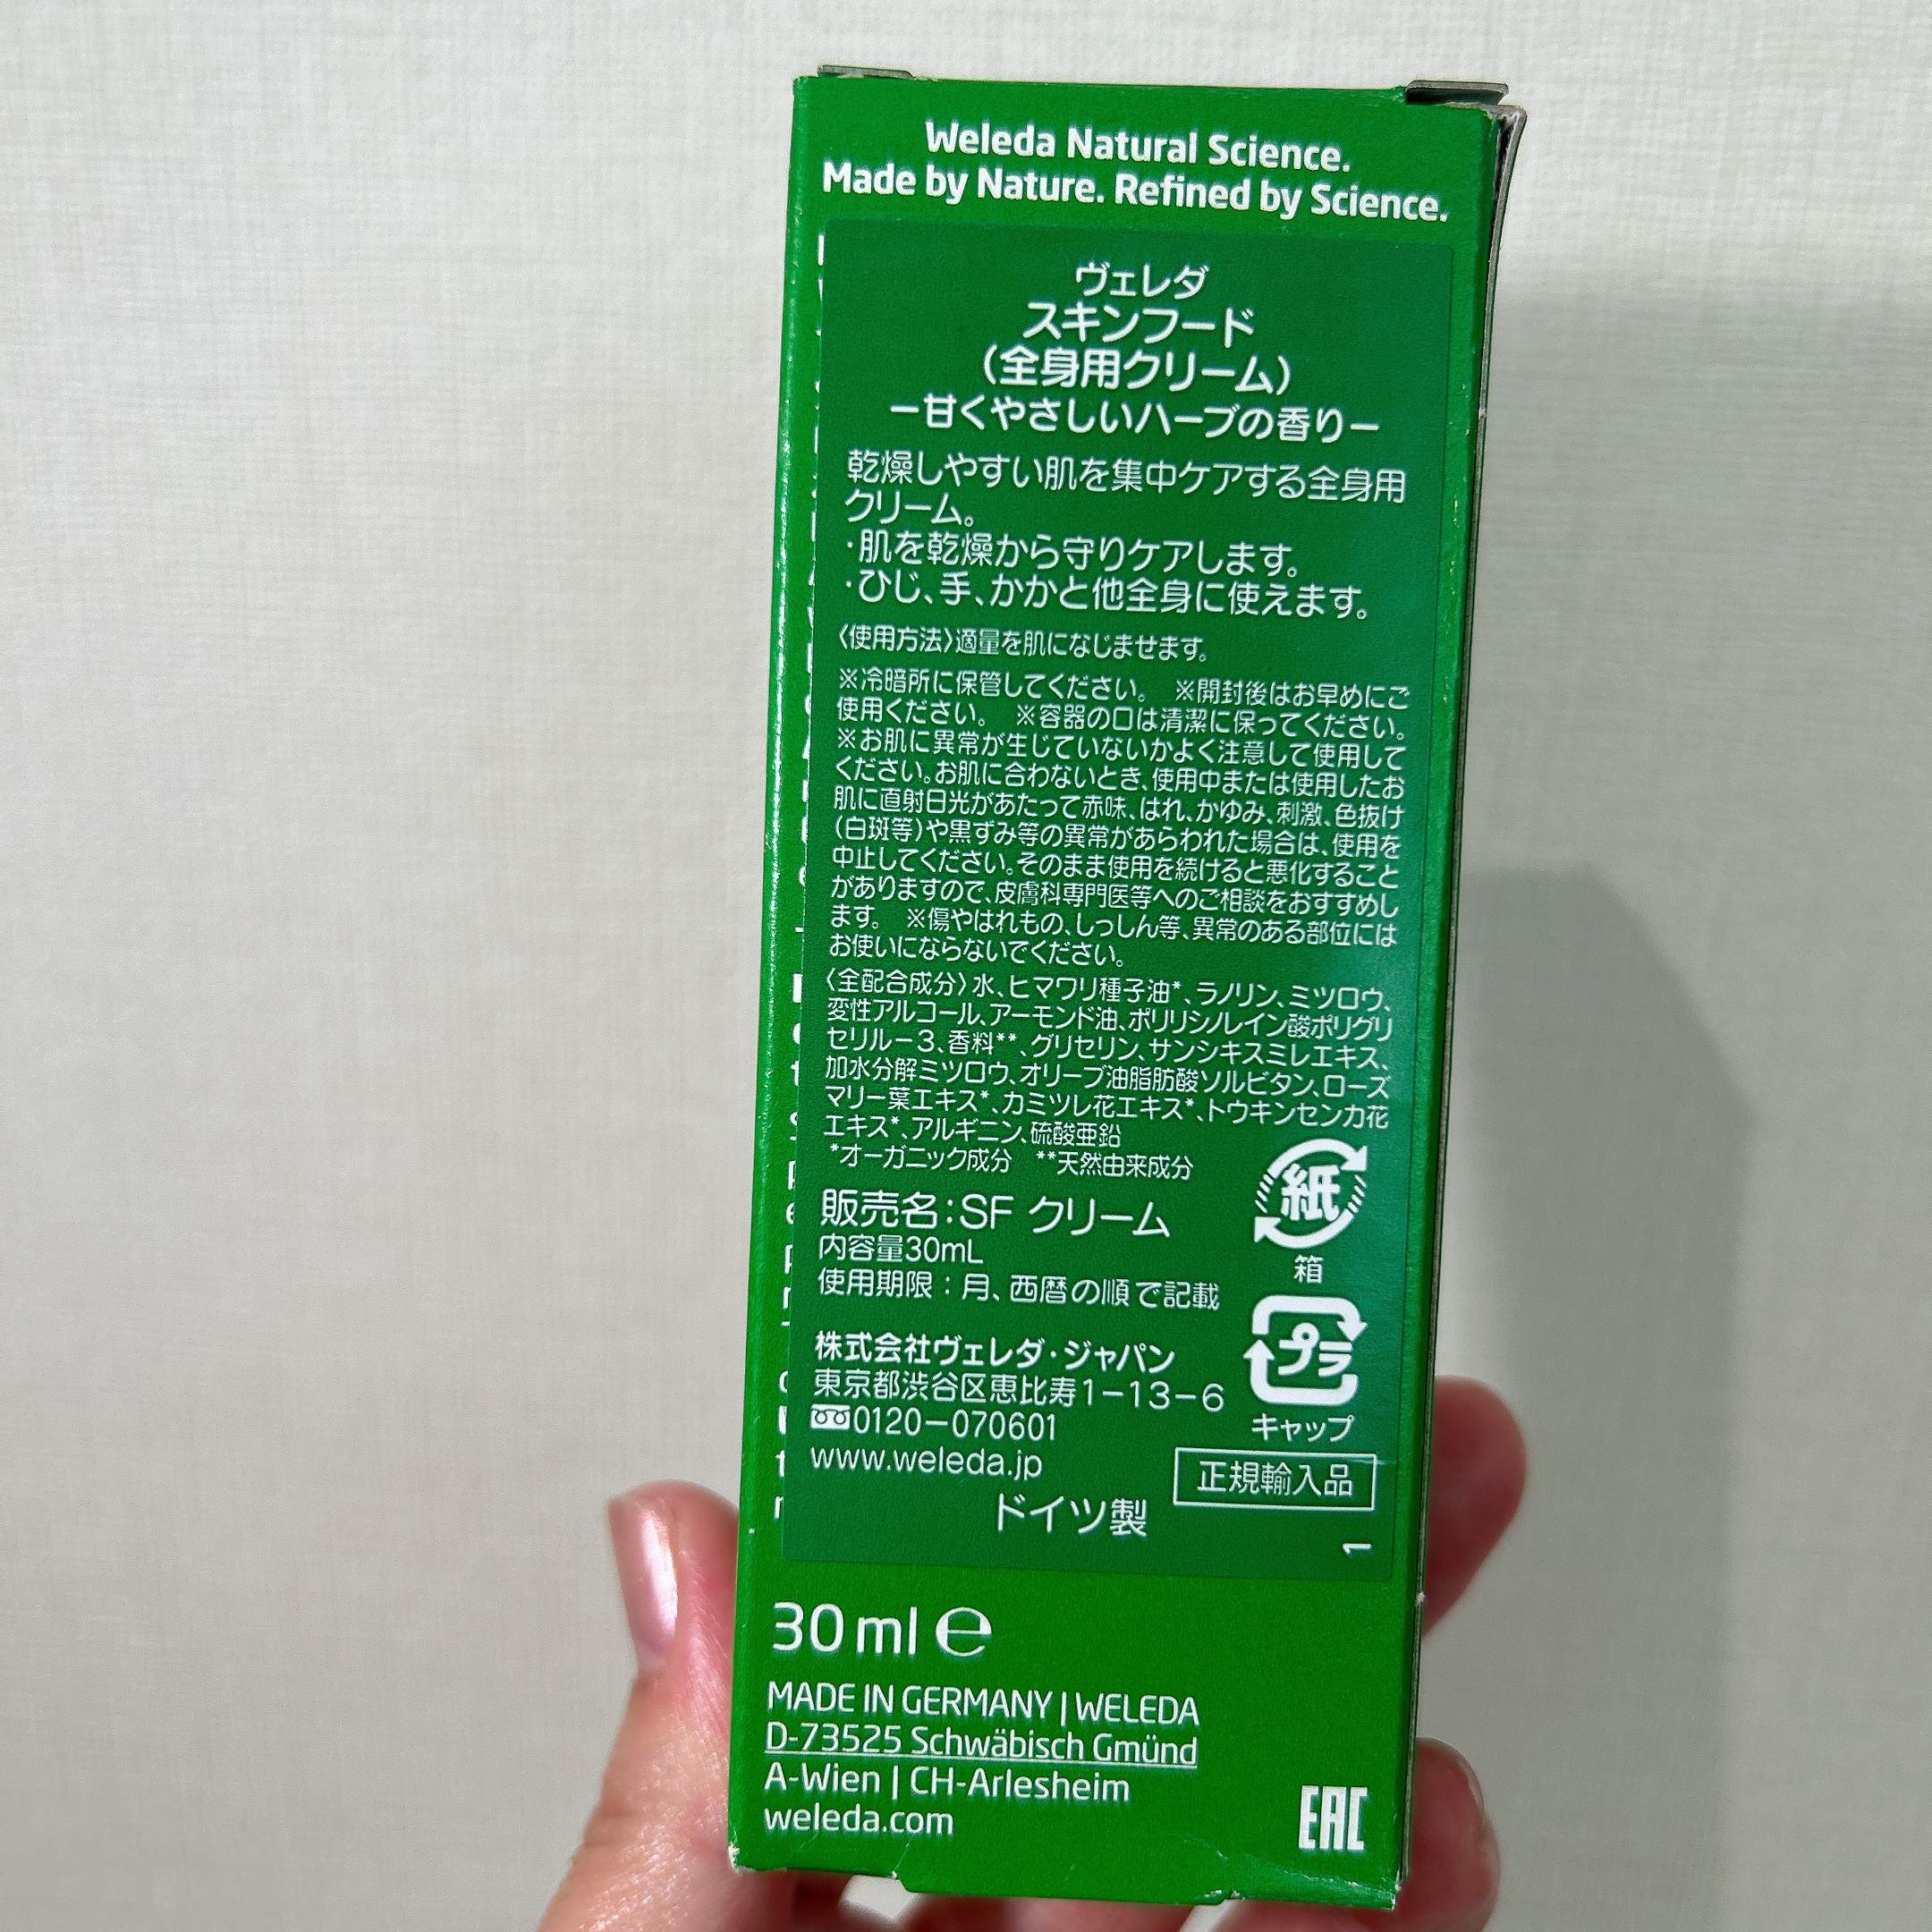 Weleda Natural Science.
Made by Nature. Refined by Science.
ヴェレダ
スキンフード
（全身用クリーム）
ー甘くやさしいハーブの香りー
乾燥しやすい肌を集中ケアする全身用
クリーム。
・肌を乾燥から守りケアします。
・ひじ、手、かかと他全身に使えます。
〈使用方法〉適量を肌になじませます。
※冷暗所に保管してください。 ※開封後はお早めにご
使用ください。 ※容器の口は清潔に保ってください。
※お肌に異常が生じていないかよく注意して使用して
ください。お肌に合わないとき、使用中または使用したお
肌に直射日光があたって赤味、はれ、かゆみ、刺激、色抜け
（白斑等）や黒ずみ等の異常があらわれた場合は、使用を
中止してください。そのまま使用を続けると悪化すること
がありますので、皮膚科専門医等へのご相談をおすすめし
ます。 ※傷やはれもの、しっしん等、異常のある部位には
お使いにならないでください。
〈全配合成分〉水、ヒマワリ種子油*、ラノリン、ミツロウ、
変性アルコール、アーモンド油、ポリリシノレイン酸ポリグリ
セリル－3、香料**、グリセリン、サンシキスミレエキス、
加水分解ミツロウ、オリーブ油脂肪酸ソルビタン、ローズ
マリー葉エキス*、カミツレ花エキス*、トウキンセンカ花
エキス*、アルギニン、硫酸亜鉛
*オーガニック成分 **天然由来成分
紙
箱
販売名：SF クリーム
内容量30mL
使用期限：月、西暦の順で記載
プラ
キャップ
株式会社ヴェレダ・ジャパン
東京都渋谷区恵比寿1－13－6
0120－070601
www.weleda.jp
正規輸入品
ドイツ製
1
30 ml ℮
MADE IN GERMANY | WELEDA
D-73525 Schwäbisch Gmünd
A-Wien | CH-Arlesheim
weleda.com
EAC